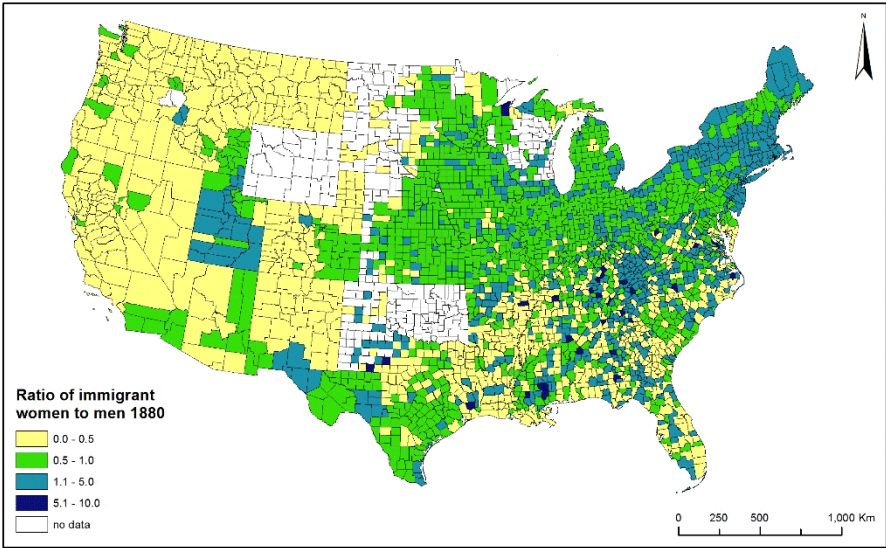 N
Ratio of immigrant
women to men 1880
0.0 - 0.5
0.5 - 1.0
1.1 - 5.0
5.1 - 10.0
no data
0 250 500 1,000 Km